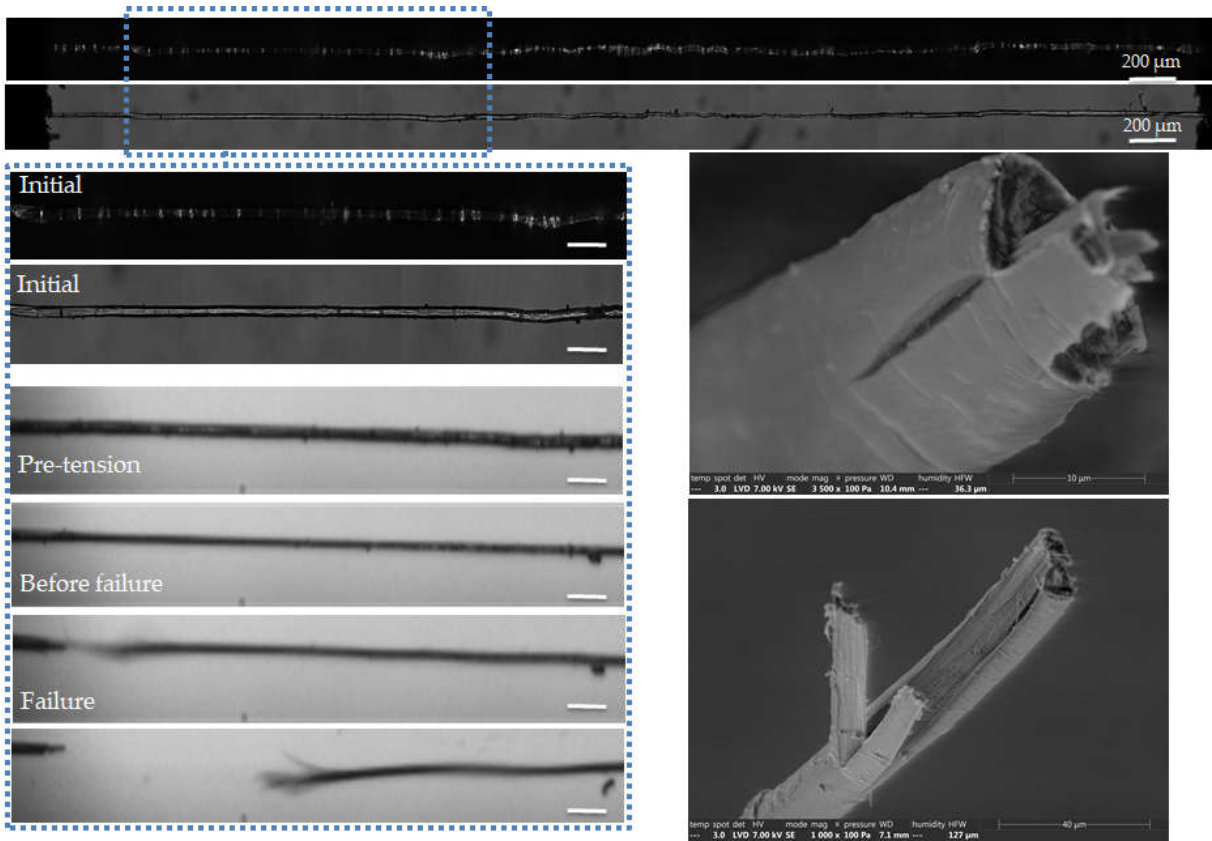 200 µm
200 µm
Initial
Initial
Pre-tension
Before failure
Failure
temp spot det HV mode mag ※ pressure WD humidity HFW
--- 3.0 LVD 7.00 kV SE 3 500 x 100 Pa 10.4 mm --- 36.3 µm
10 µm
temp spot det HV mode mag ※ pressure WD humidity HFW
--- 3.0 LVD 7.00 kV SE 1 000 x 100 Pa 7.1 mm --- 127 µm
40 µm